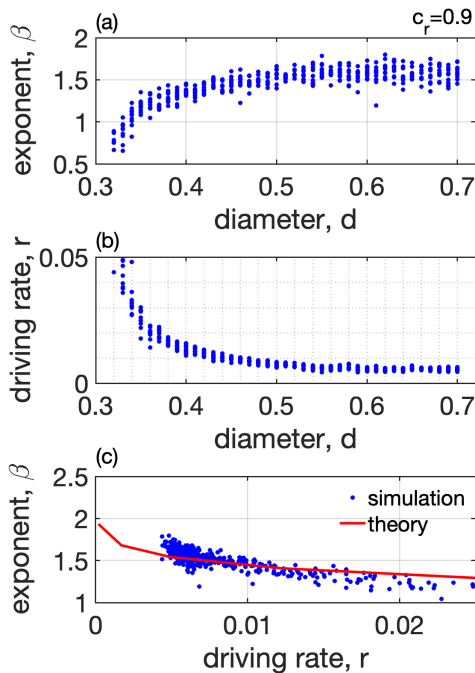 (a)
c_r=0.9
exponent, β
2
1.5
1
0.5
0.3
0.4
0.5
0.6
0.7
diameter, d
(b)
driving rate, r
0.05
0
0.3
0.4
0.5
0.6
0.7
diameter, d
(c)
exponent, β
2.5
2
1.5
1
simulation
theory
0
0.01
0.02
driving rate, r